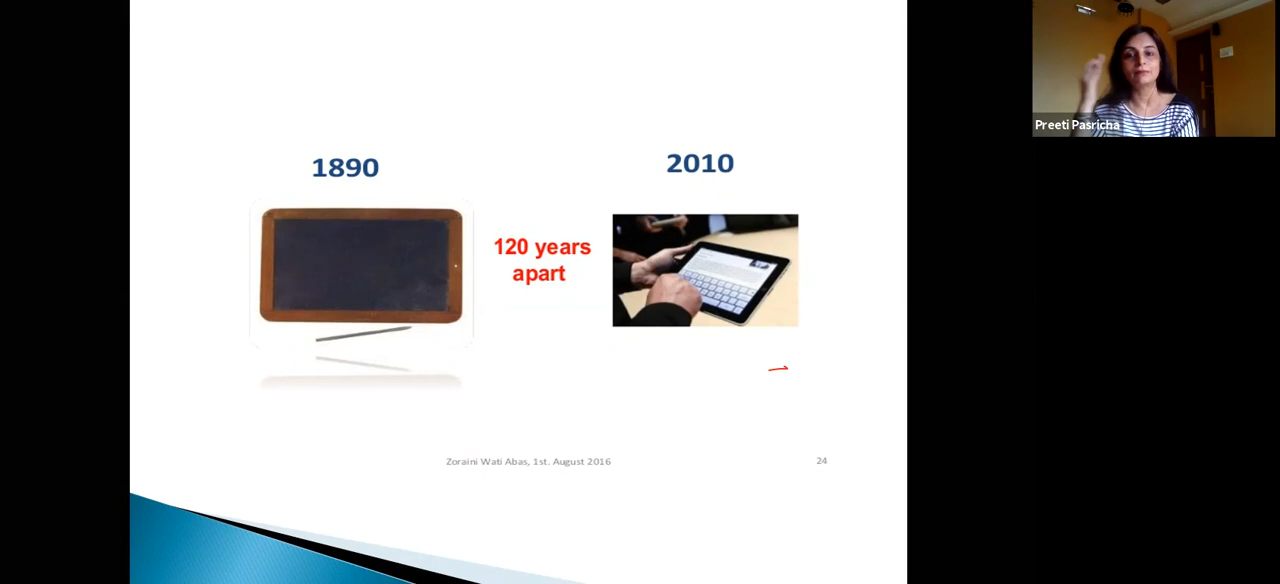 1890
2010
120 years
apart
Zoraini Wati Abas, 1st. August 2016
24
Preeti Pasricha